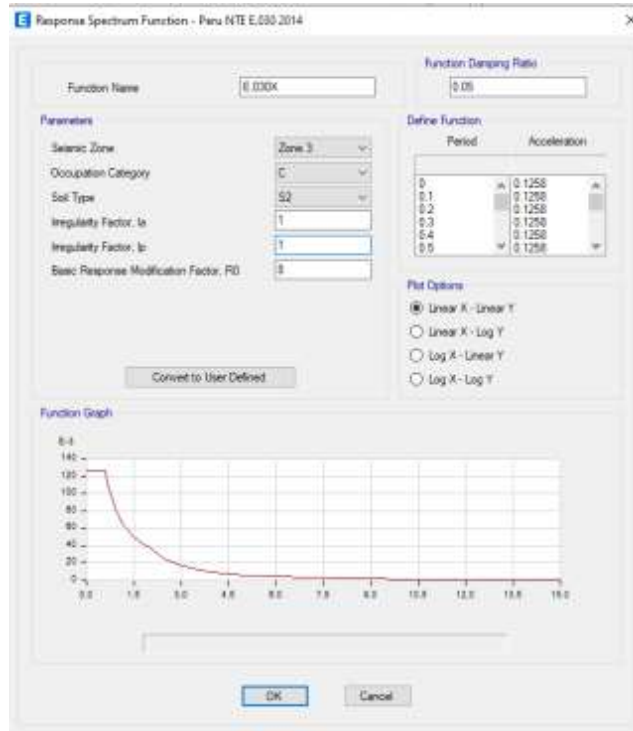 E Response Spectrum Function - Peru NTE E.030 2014
Function Name
E.030X
Function Damping Ratio
0.05
Parameters
Seismic Zone
Zone 3
Occupation Category
C
Soil Type
S2
Irregularity Factor, Ia
1
Irregularity Factor, Ip
1
Basic Response Modification Factor, R0
8
Convert to User Defined
Define Function
Period Acceleration
0 0.1258
0.1 0.1258
0.2 0.1258
0.3 0.1258
0.4 0.1258
0.5 0.1258
Plot Options
Linear X - Linear Y
Linear X - Log Y
Log X - Linear Y
Log X - Log Y
Function Graph
E-3
140
120
100
80
60
40
20
0
0.0 1.5 3.0 4.5 6.0 7.5 9.0 10.5 12.0 13.5 15.0
OK Cancel